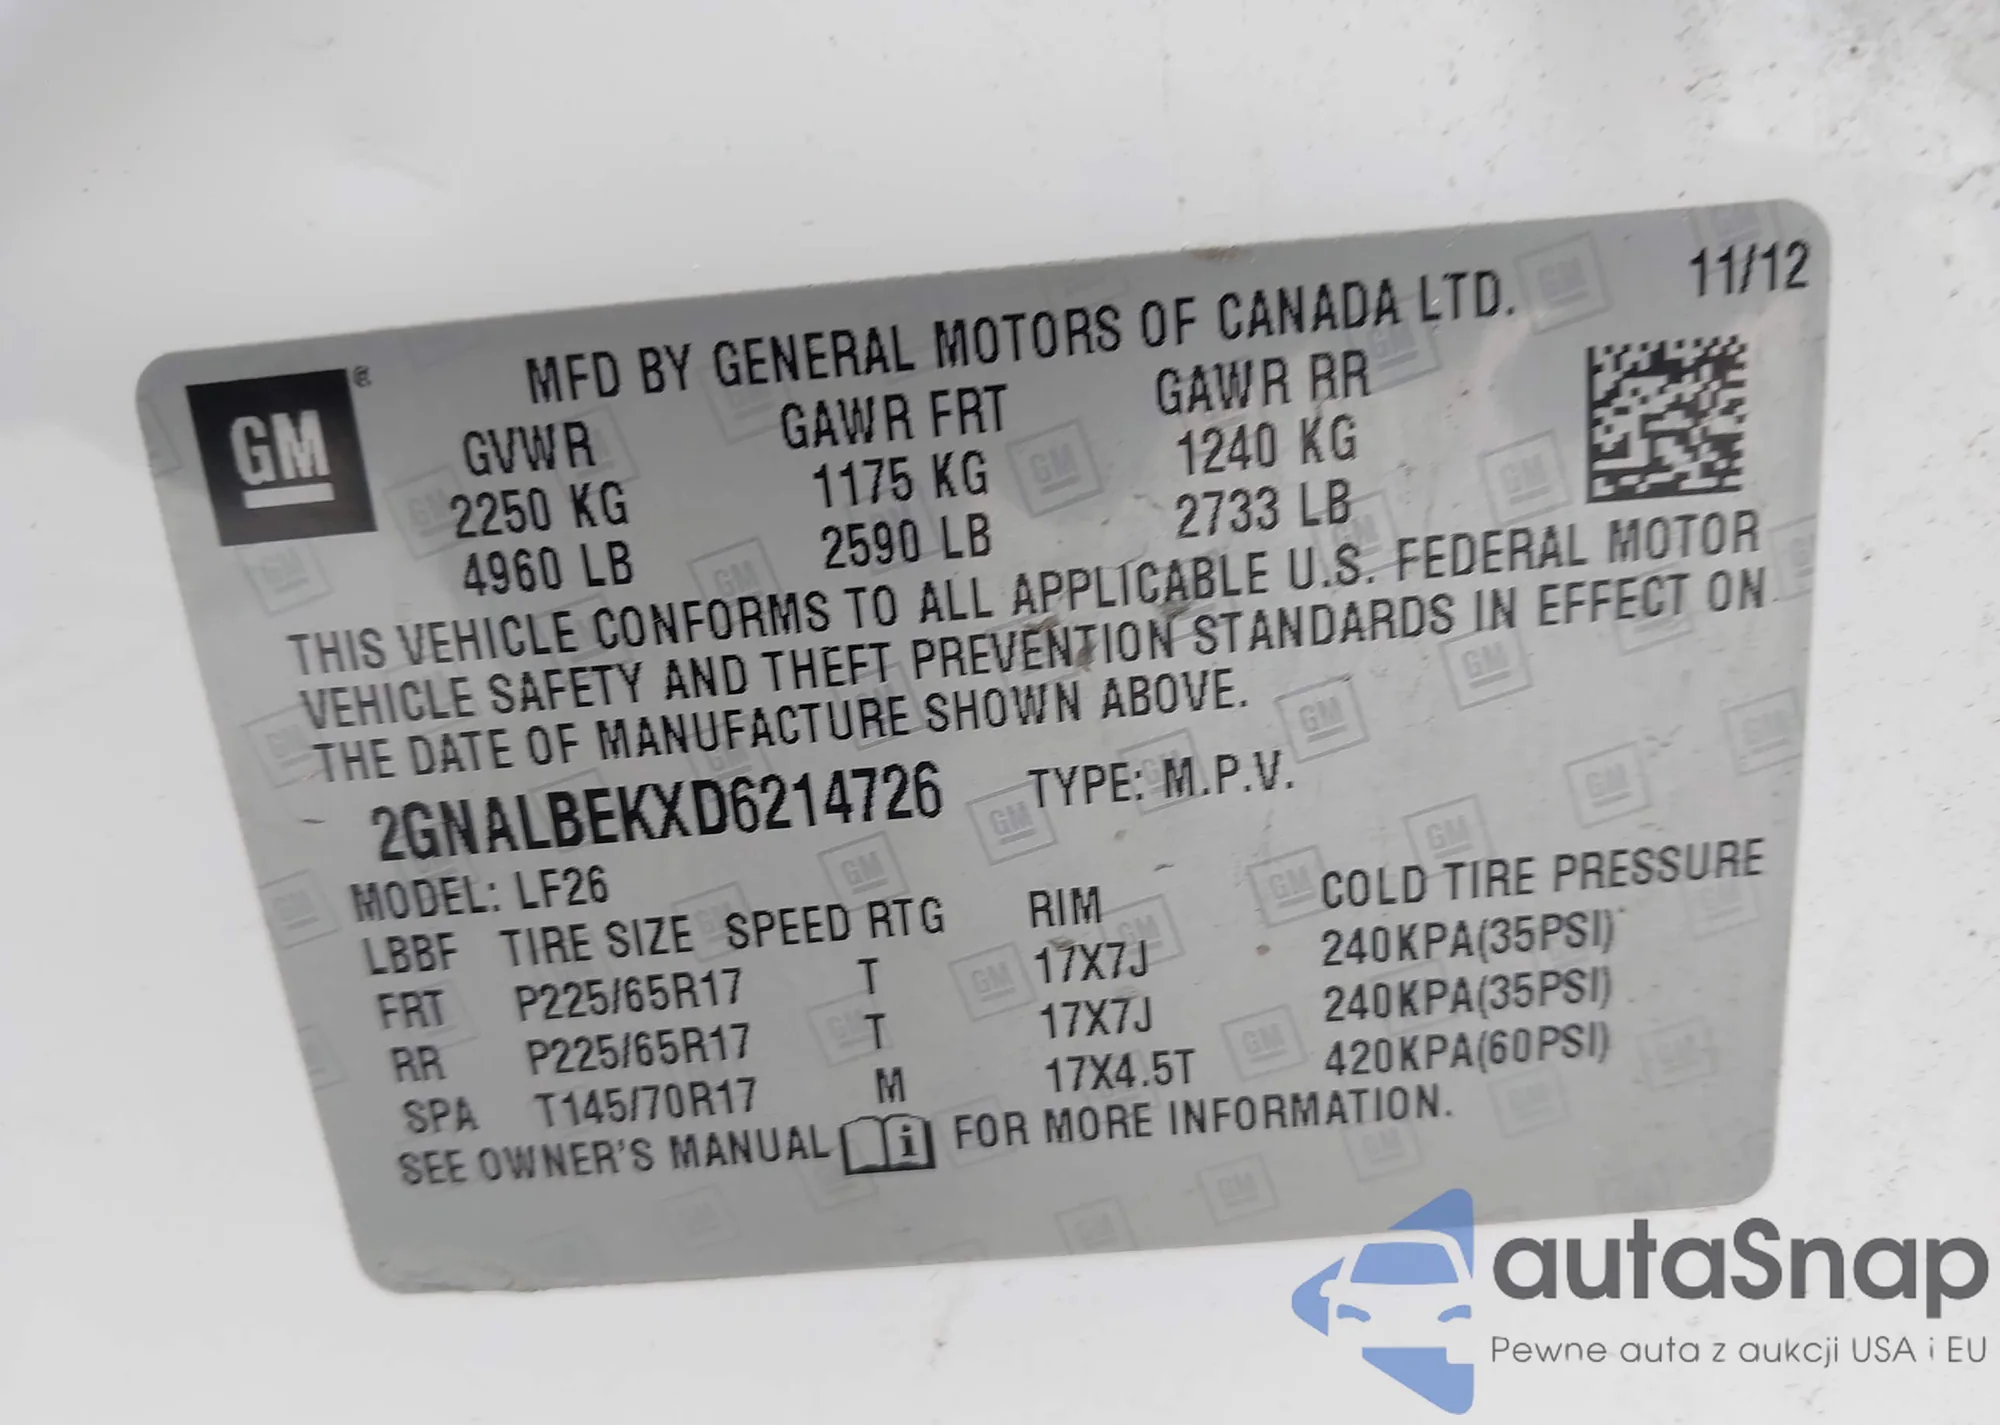 11/12
MFD BY GENERAL MOTORS OF CANADA LTD.
GM ®
GVWR GAWR FRT GAWR RR
2250 KG 1175 KG 1240 KG
4960 LB 2590 LB 2733 LB
THIS VEHICLE CONFORMS TO ALL APPLICABLE U.S. FEDERAL MOTOR
VEHICLE SAFETY AND THEFT PREVENTION STANDARDS IN EFFECT ON
THE DATE OF MANUFACTURE SHOWN ABOVE.
2GNALBEKXD6214726 TYPE: M.P.V.
MODEL: LF26
LBBF TIRE SIZE SPEED RTG RIM COLD TIRE PRESSURE
FRT P225/65R17 T 17X7J 240KPA(35PSI)
RR P225/65R17 T 17X7J 240KPA(35PSI)
SPA T145/70R17 M 17X4.5T 420KPA(60PSI)
SEE OWNER'S MANUAL i FOR MORE INFORMATION.
autaSnap
Pewne auta z aukcji USA i EU